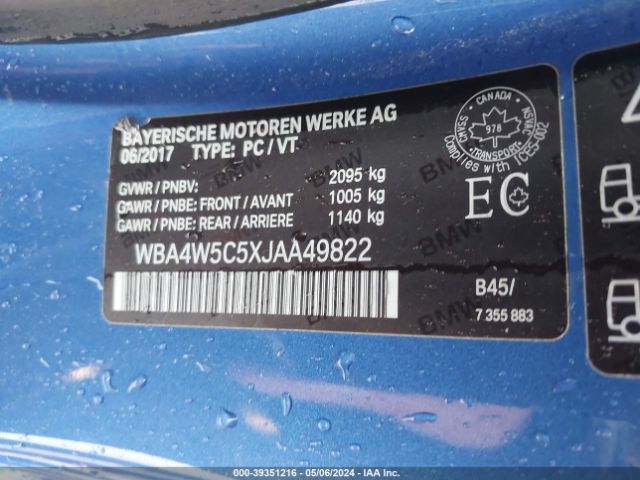 BAYERISCHE MOTOREN WERKE AG
06/2017 TYPE: PC / VT
GVWR / PNBV: 2095 kg
GAWR / PNBE: FRONT / AVANT 1005 kg
GAWR / PNBE: REAR / ARRIERE 1140 kg
WBA4W5C5XJAA49822
CANADA
978
TRANSPORT
Complies with ICES-002
EC
B45/
7 355 883
BMW
000-39351216 - 05/06/2024 - IAA Inc.